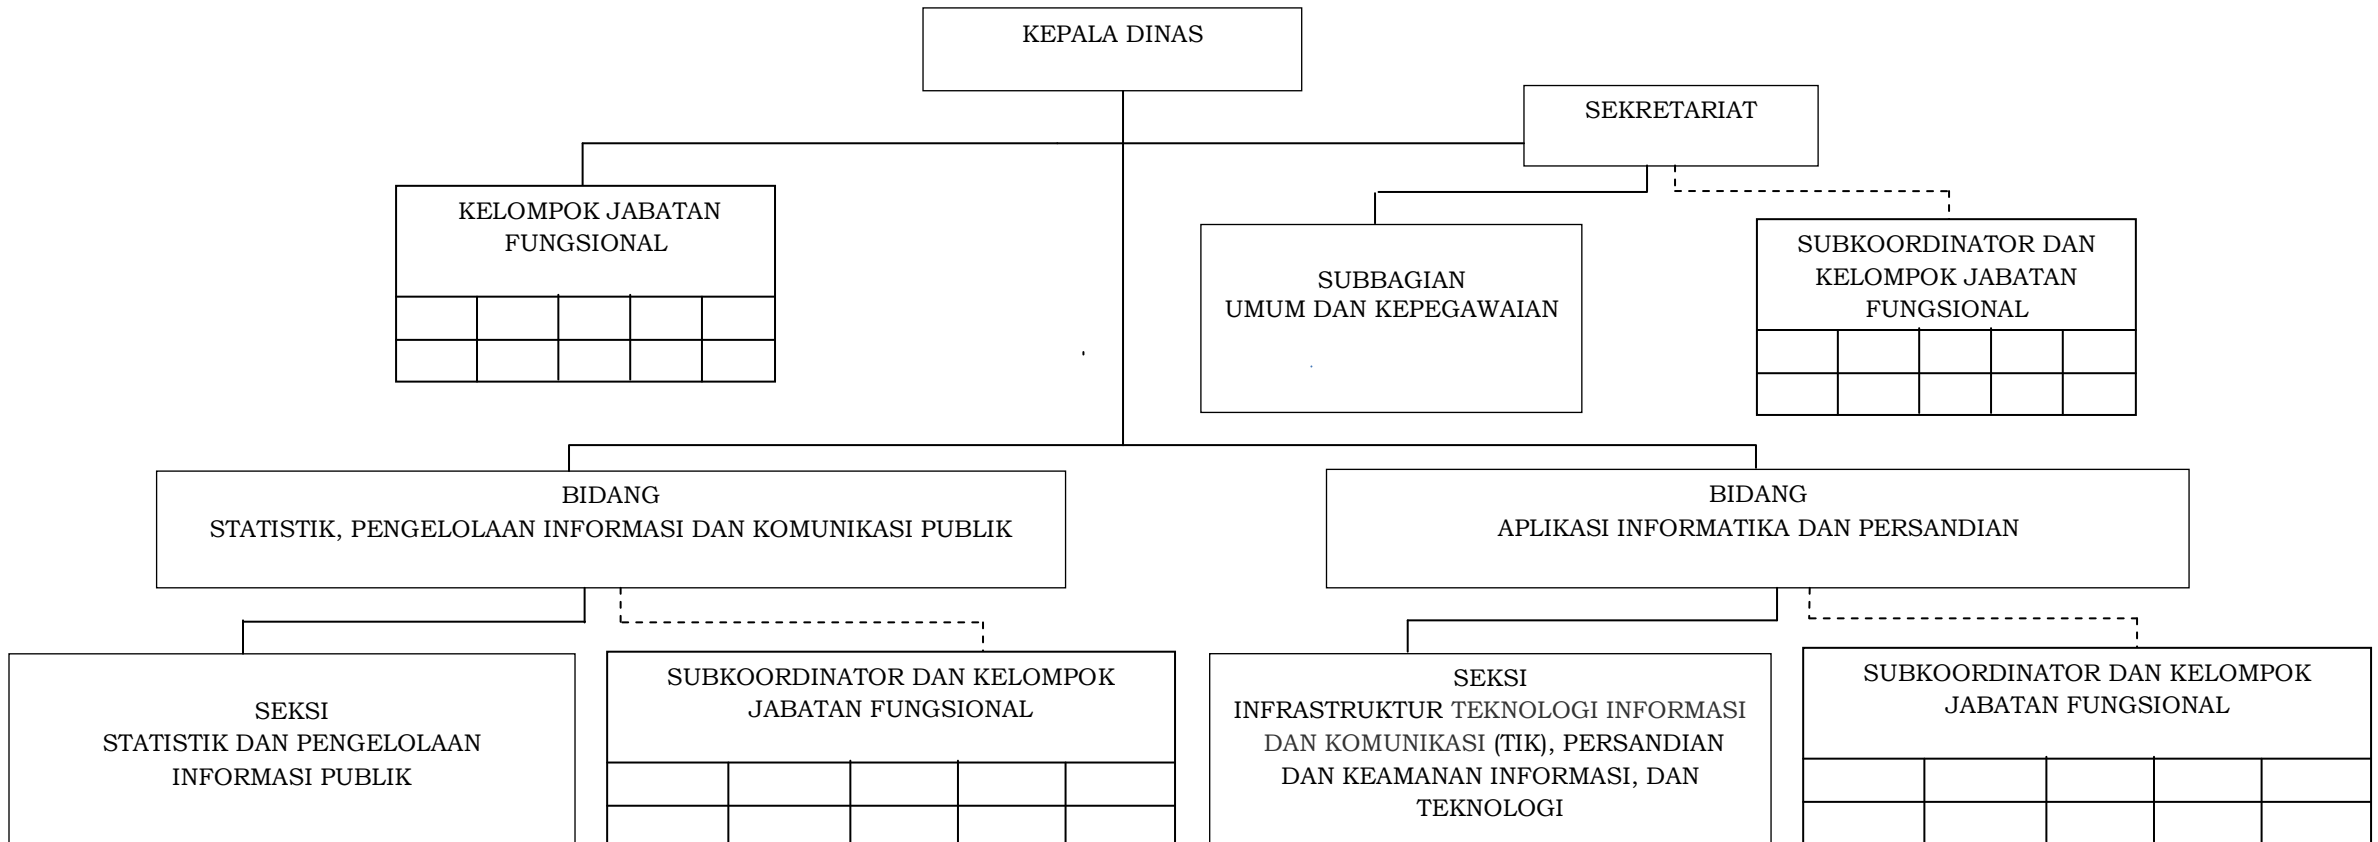 KEPALA DINAS
SEKRETARIAT
KELOMPOK JABATAN
FUNGSIONAL
SUBBAGIAN
UMUM DAN KEPEGAWAIAN
SUBKOORDINATOR DAN
KELOMPOK JABATAN
FUNGSIONAL
BIDANG
STATISTIK, PENGELOLAAN INFORMASI DAN KOMUNIKASI PUBLIK
BIDANG
APLIKASI INFORMATIKA DAN PERSANDIAN
SEKSI
STATISTIK DAN PENGELOLAAN
INFORMASI PUBLIK
SUBKOORDINATOR DAN KELOMPOK
JABATAN FUNGSIONAL
SEKSI
INFRASTRUKTUR TEKNOLOGI INFORMASI
DAN KOMUNIKASI (TIK), PERSANDIAN
DAN KEAMANAN INFORMASI, DAN
TEKNOLOGI
SUBKOORDINATOR DAN KELOMPOK
JABATAN FUNGSIONAL